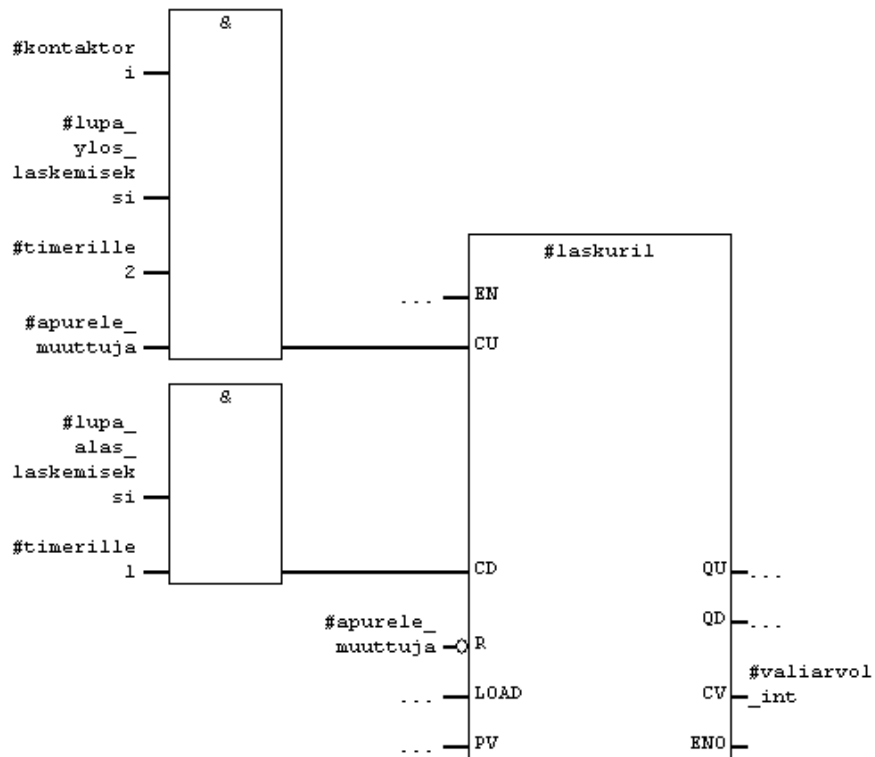 &
#kontaktor
i
#lupa_
ylos_
laskemisek
si
#timerille
2
#apurele_
muuttuja
&
#lupa_
alas_
laskemisek
si
#timerille
1
#laskuri1
... EN
CU
CD
#apurele_
muuttuja R
... LOAD
... PV
QU ...
QD ...
#valiarvo1
CV _int
ENO